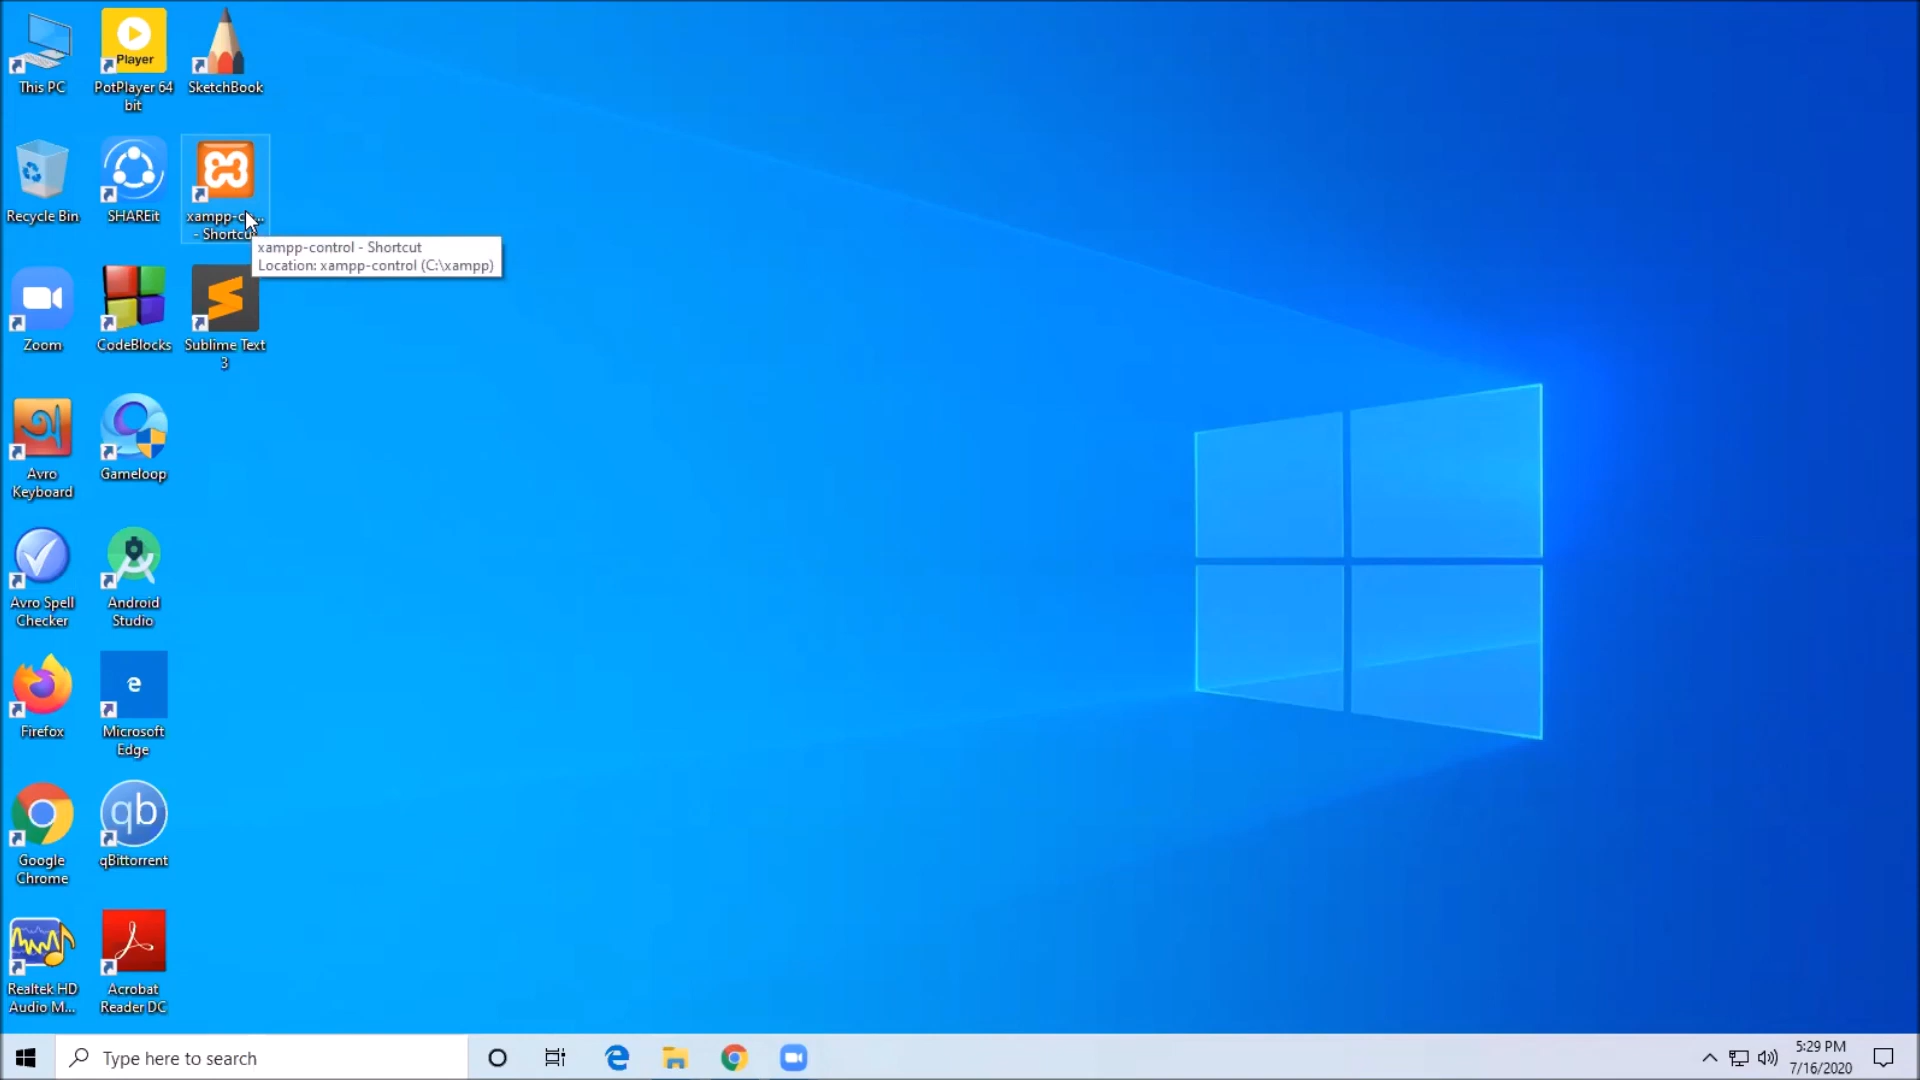 This PC
Player
PotPlayer 64
bit
SketchBook
Recycle Bin
SHAREit
xampp-c...
- Shortcut
xampp-control - Shortcut
Location: xampp-control (C:\xampp)
Zoom
CodeBlocks
Sublime Text
3
Avro
Keyboard
Gameloop
Avro Spell
Checker
Android
Studio
Firefox
Microsoft
Edge
Google
Chrome
qb
qBittorrent
Realtek HD
Audio M...
Acrobat
Reader DC
Type here to search
5:29 PM
7/16/2020